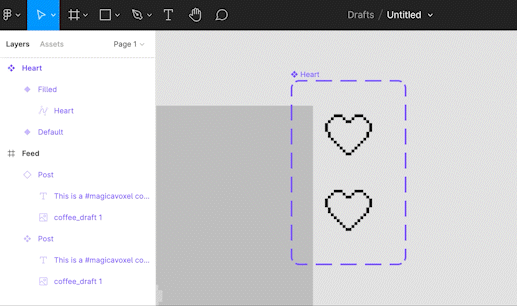 Drafts / Untitled
Layers Assets Page 1
Heart
Filled
Heart
Default
Feed
Post
This is a #magicavoxel co...
coffee_draft 1
Post
This is a #magicavoxel co...
coffee_draft 1
Heart